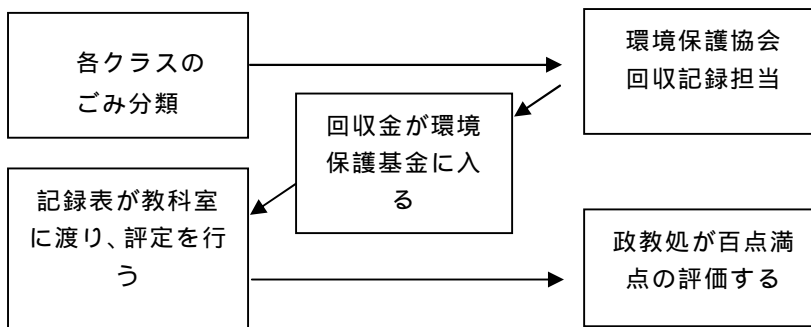 各クラスの
ごみ分類
環境保護協会
回収記録担当
回収金が環境
保護基金に入
る
記録表が教科室
に渡り、評定を行
う
政教処が百点満
点の評価する